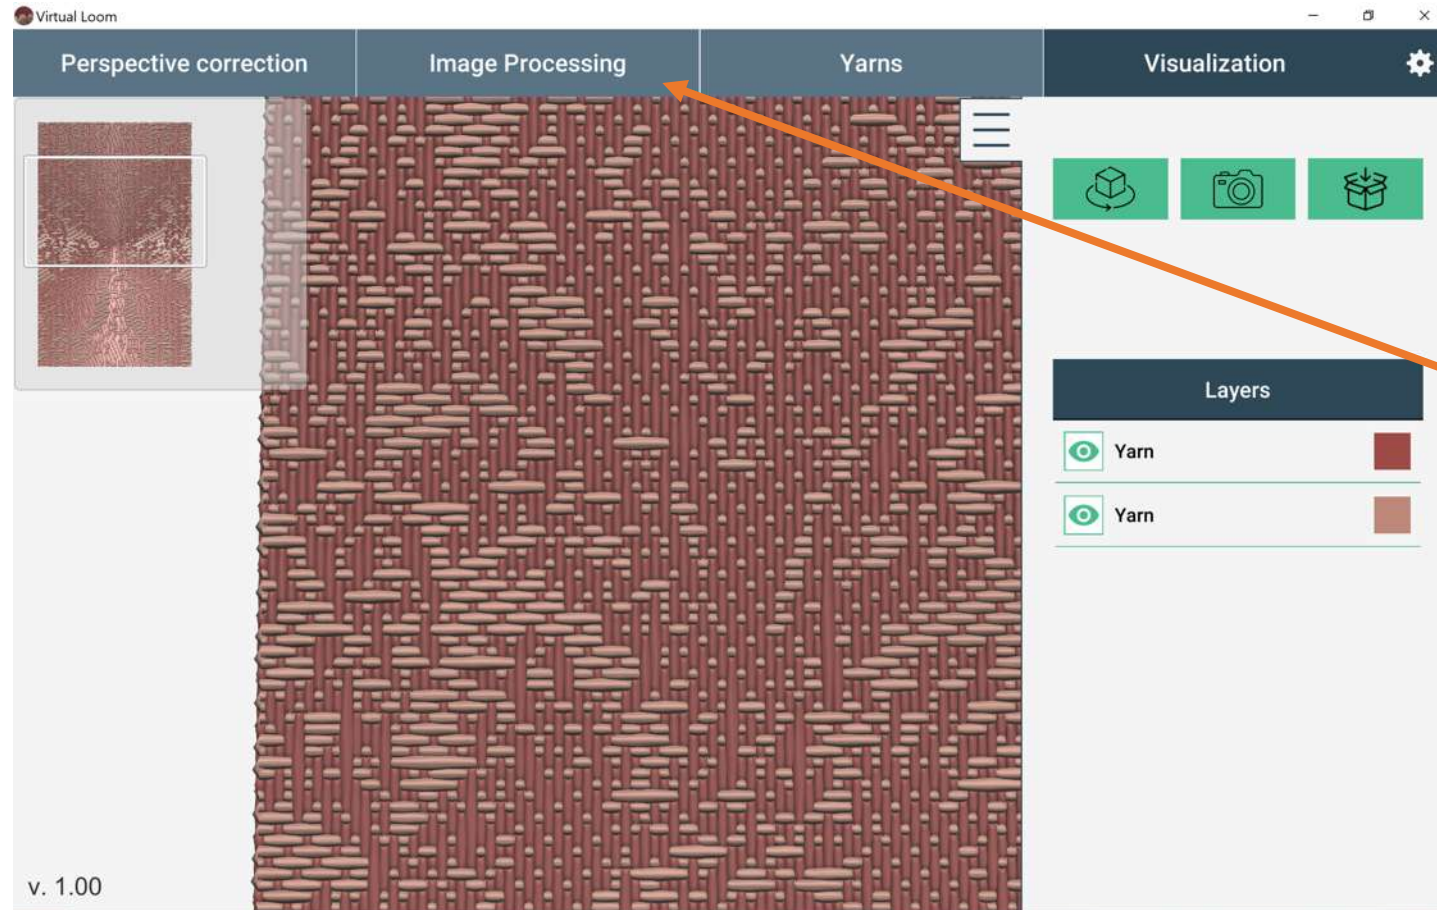 Virtual Loom
Perspective correction
Image Processing
Yarns
Visualization
Layers
Yarn
Yarn
v. 1.00